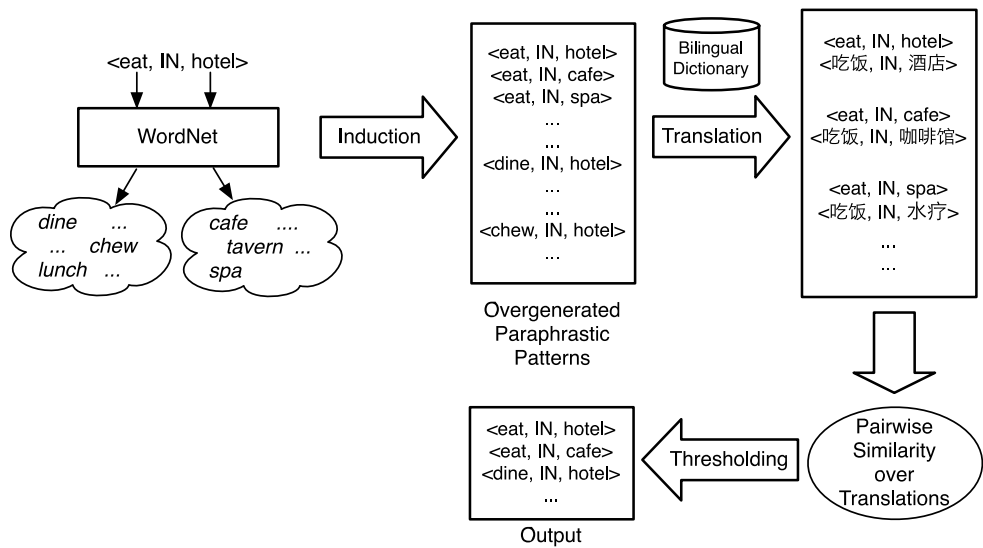 <eat, IN, hotel>
WordNet
dine ...
... chew
lunch ...
cafe ....
tavern ...
spa
Induction
<eat, IN, hotel>
<eat, IN, cafe>
<eat, IN, spa>
...
...
<dine, IN, hotel>
...
...
<chew, IN, hotel>
...
Overgenerated
Paraphrastic
Patterns
Bilingual
Dictionary
Translation
<eat, IN, hotel>
<吃饭, IN, 酒店>
<eat, IN, cafe>
<吃饭, IN, 咖啡馆>
<eat, IN, spa>
<吃饭, IN, 水疗>
...
...
Pairwise
Similarity
over
Translations
Thresholding
<eat, IN, hotel>
<eat, IN, cafe>
<dine, IN, hotel>
...
Output